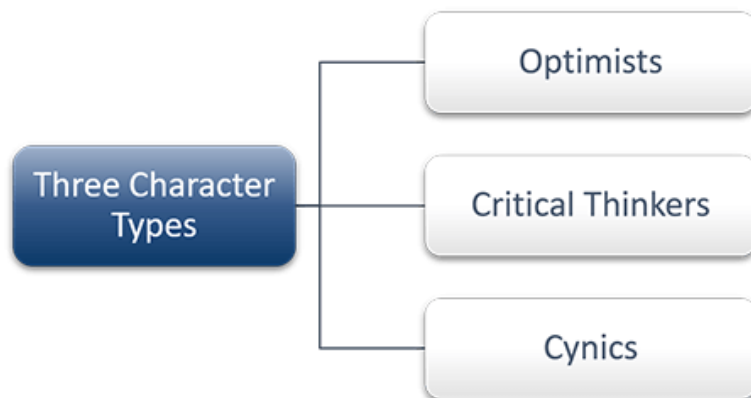 Three Character
Types
Optimists
Critical Thinkers
Cynics